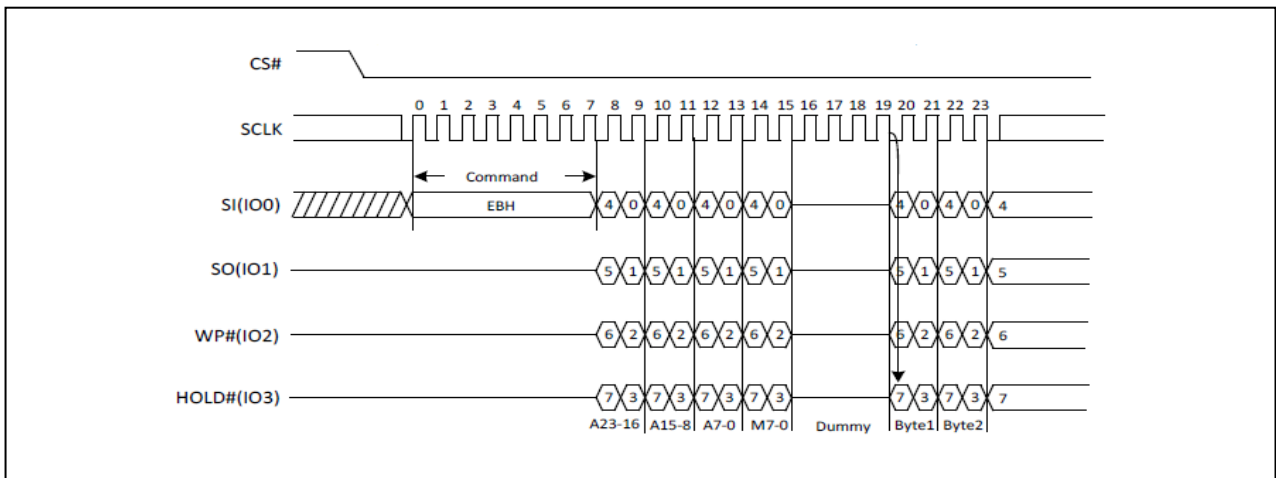 CS#
0 1 2 3 4 5 6 7 8 9 10 11 12 13 14 15 16 17 18 19 20 21 22 23
SCLK
Command
SI(IO0) EBH 4 0 4 0 4 0 4 0 4 0 4 0 4
SO(IO1) 5 1 5 1 5 1 5 1 5 1 5 1 5
WP#(IO2) 6 2 6 2 6 2 6 2 6 2 6 2 6
HOLD#(IO3) 7 3 7 3 7 3 7 3 7 3 7 3 7
A23-16 A15-8 A7-0 M7-0 Dummy Byte1 Byte2